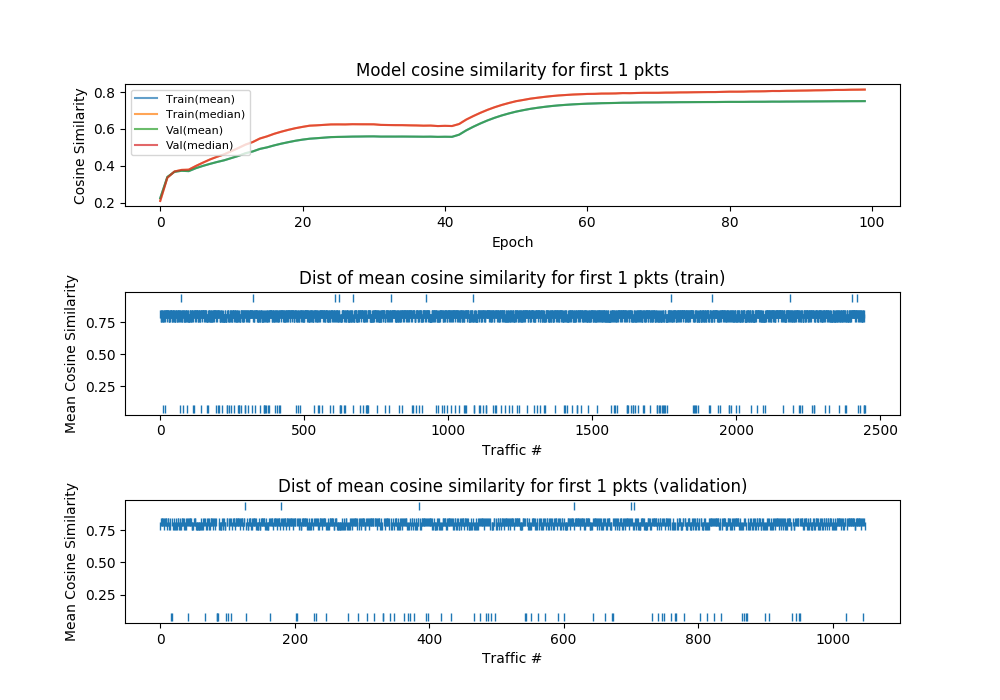 Model cosine similarity for first 1 pkts
Cosine Similarity
0.8
0.6
0.4
0.2
Train(mean)
Train(median)
Val(mean)
Val(median)
0 20 40 60 80 100
Epoch
Dist of mean cosine similarity for first 1 pkts (train)
Mean Cosine Similarity
0.75
0.50
0.25
0 500 1000 1500 2000 2500
Traffic #
Dist of mean cosine similarity for first 1 pkts (validation)
Mean Cosine Similarity
0.75
0.50
0.25
0 200 400 600 800 1000
Traffic #